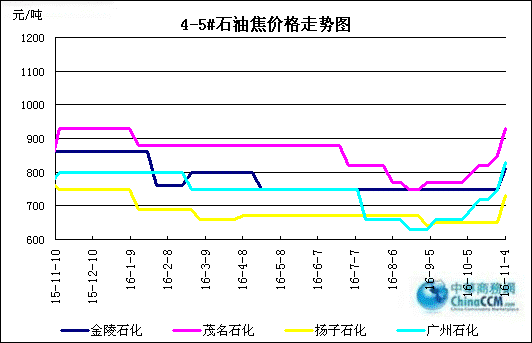 元/吨
4-5#石油焦价格走势图
1200
1100
1000
900
800
700
600
15-11-10
15-12-10
16-1-9
16-2-8
16-3-9
16-4-8
16-5-8
16-6-7
16-7-7
16-8-6
16-9-5
16-10-5
16-11-4
中商商务网
ChinaCCM.com
金陵石化
茂名石化
扬子石化
广州石化